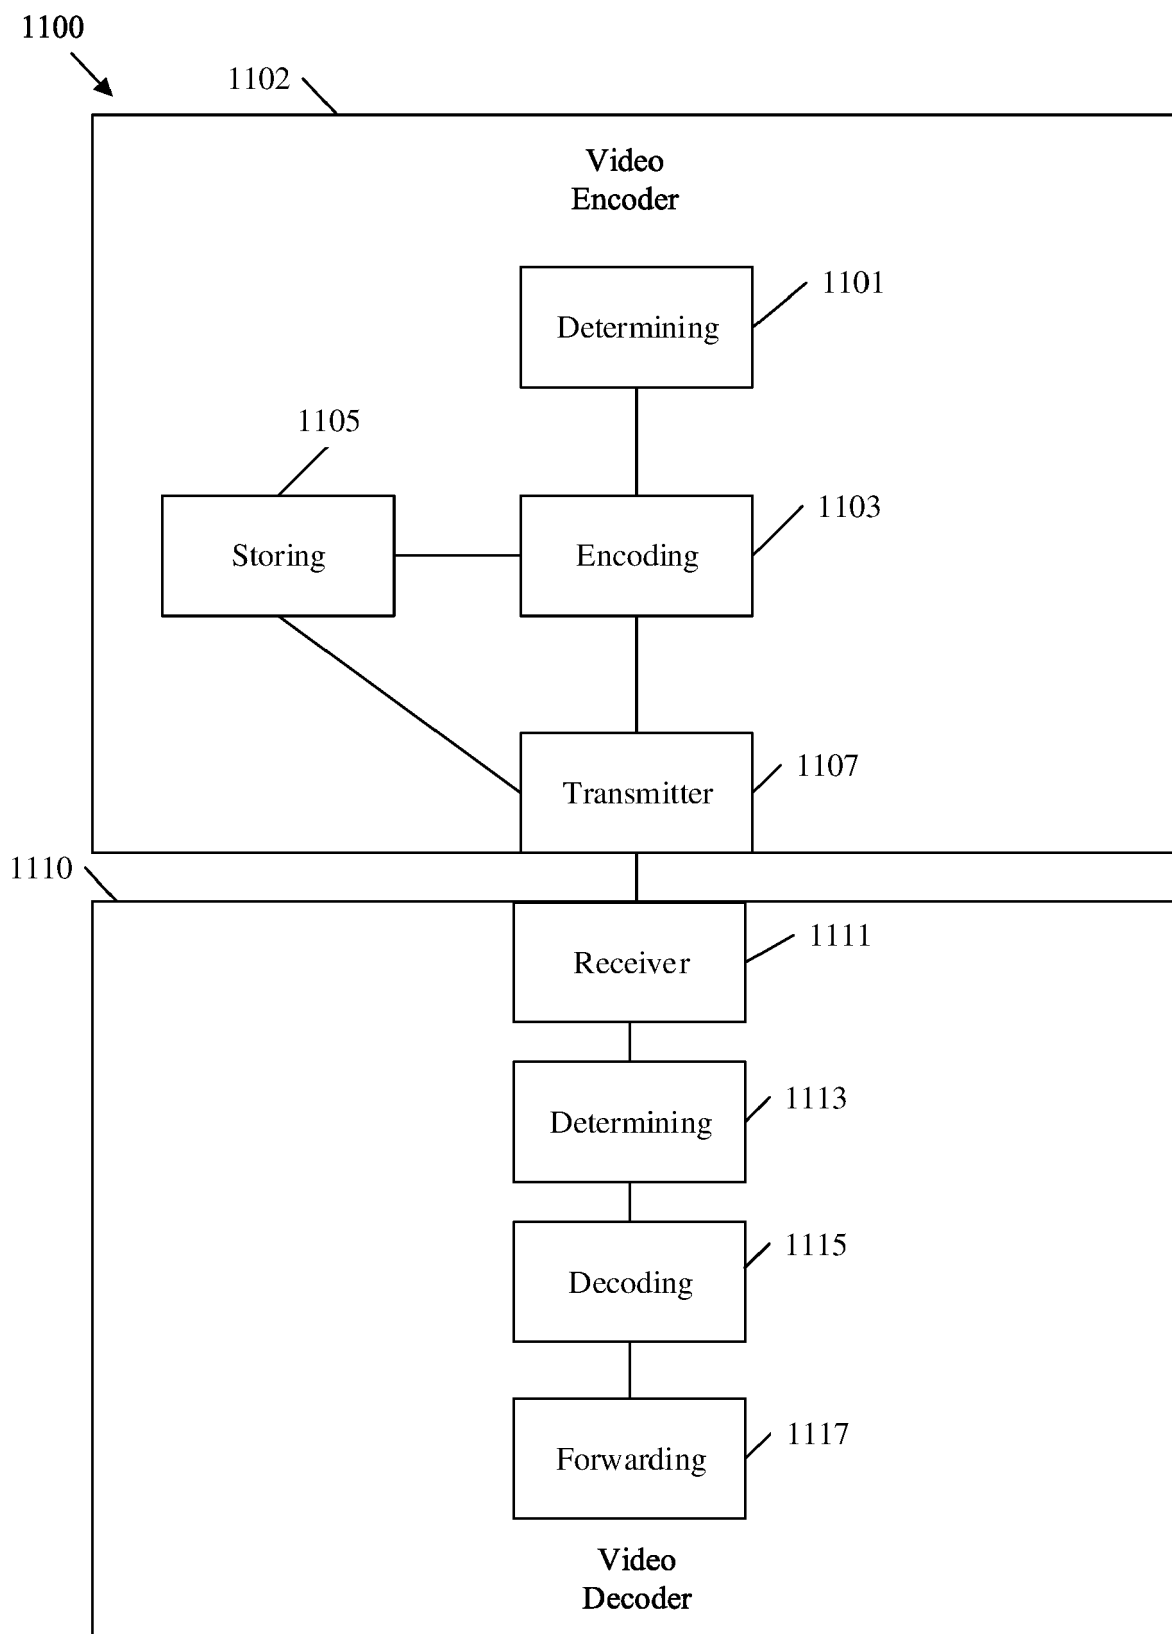 1100
1102
Video
Encoder
1101
Determining
1105
1103
Storing
Encoding
1107
Transmitter
1110
1111
Receiver
1113
Determining
1115
Decoding
1117
Forwarding
Video
Decoder